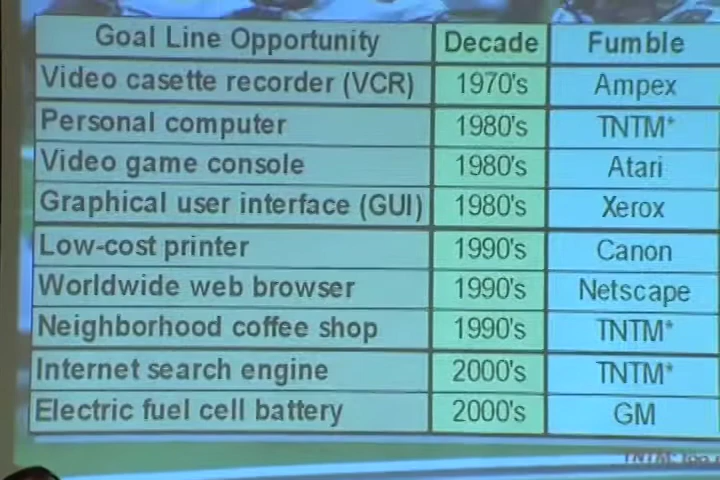 Goal Line Opportunity Decade Fumble
Video casette recorder (VCR) 1970's Ampex
Personal computer 1980's TNTM*
Video game console 1980's Atari
Graphical user interface (GUI) 1980's Xerox
Low-cost printer 1990's Canon
Worldwide web browser 1990's Netscape
Neighborhood coffee shop 1990's TNTM*
Internet search engine 2000's TNTM*
Electric fuel cell battery 2000's GM